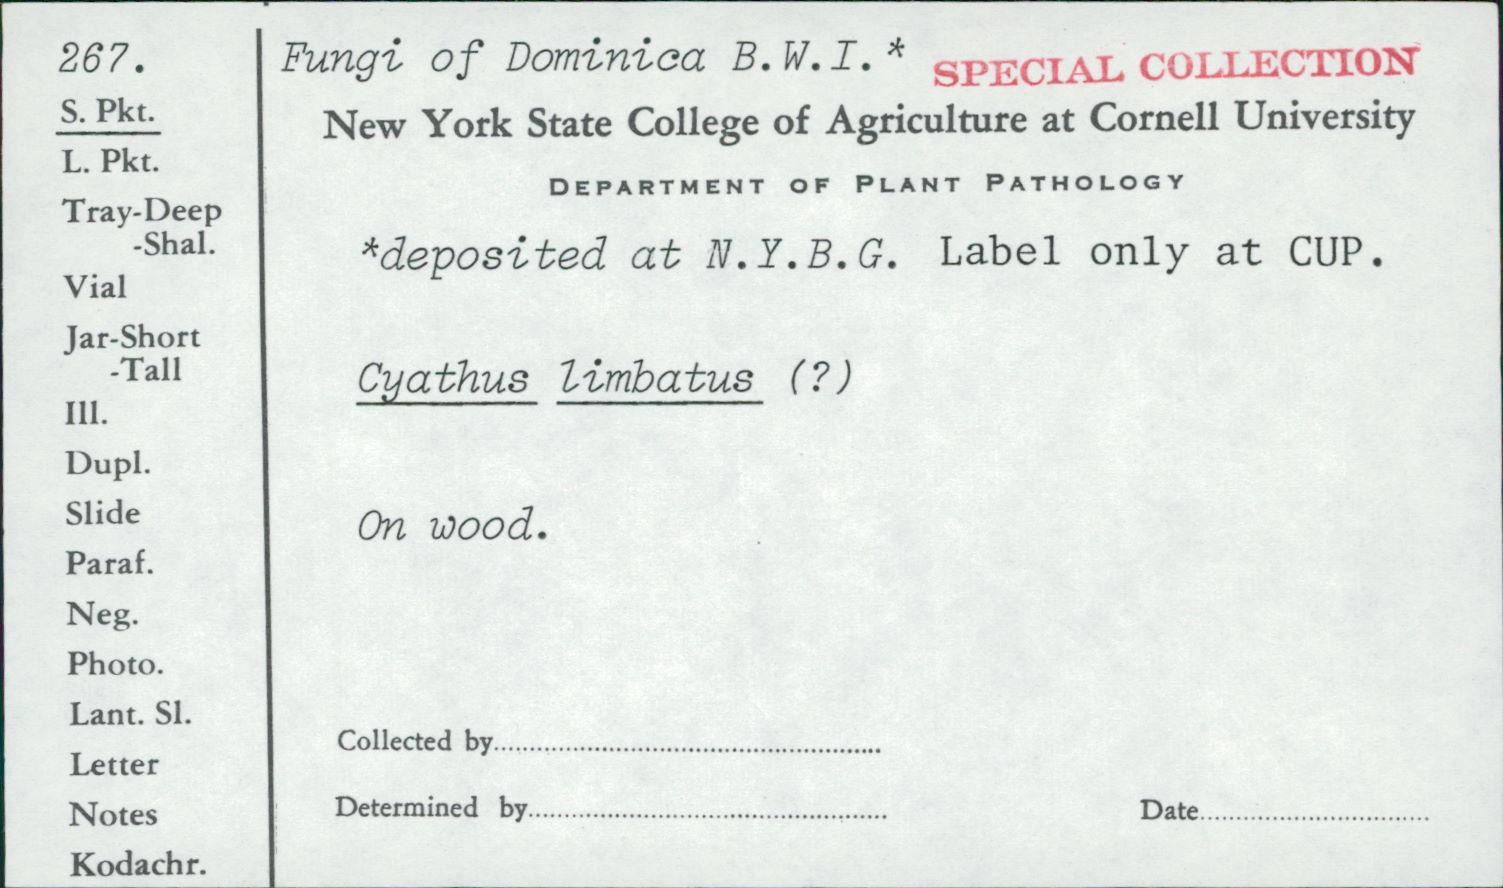 267.
S. Pkt.
L. Pkt.
Tray-Deep
-Shal.
Vial
Jar-Short
-Tall
Ill.
Dupl.
Slide
Paraf.
Neg.
Photo.
Lant. Sl.
Letter
Notes
Kodachr.
Fungi of Dominica B.W.I.* SPECIAL COLLECTION
New York State College of Agriculture at Cornell University
DEPARTMENT OF PLANT PATHOLOGY
*deposited at N.Y.B.G. Label only at CUP.
Cyathus limbatus (?)
On wood.
Collected by
Determined by
Date